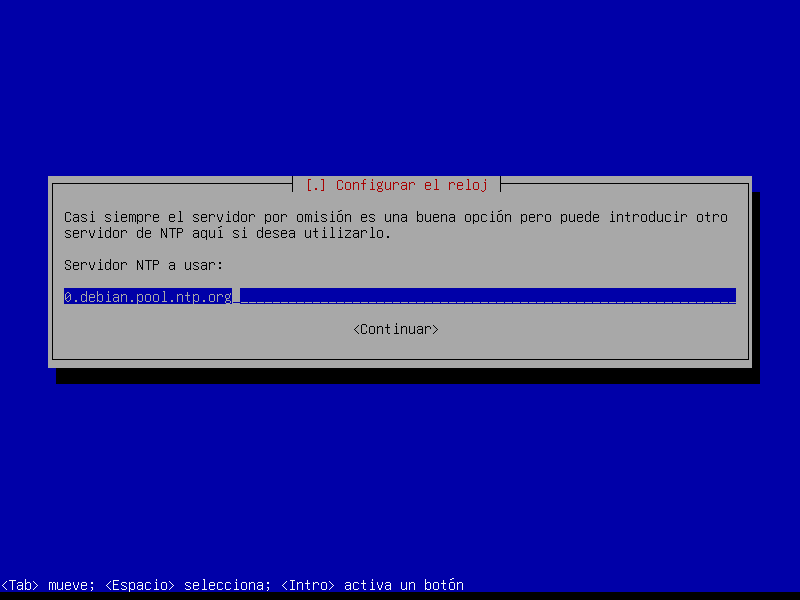 [.] Configurar el reloj
Casi siempre el servidor por omisión es una buena opción pero puede introducir otro
servidor de NTP aquí si desea utilizarlo.
Servidor NTP a usar:
0.debian.pool.ntp.org
<Continuar>
<Tab> mueve; <Espacio> selecciona; <Intro> activa un botón